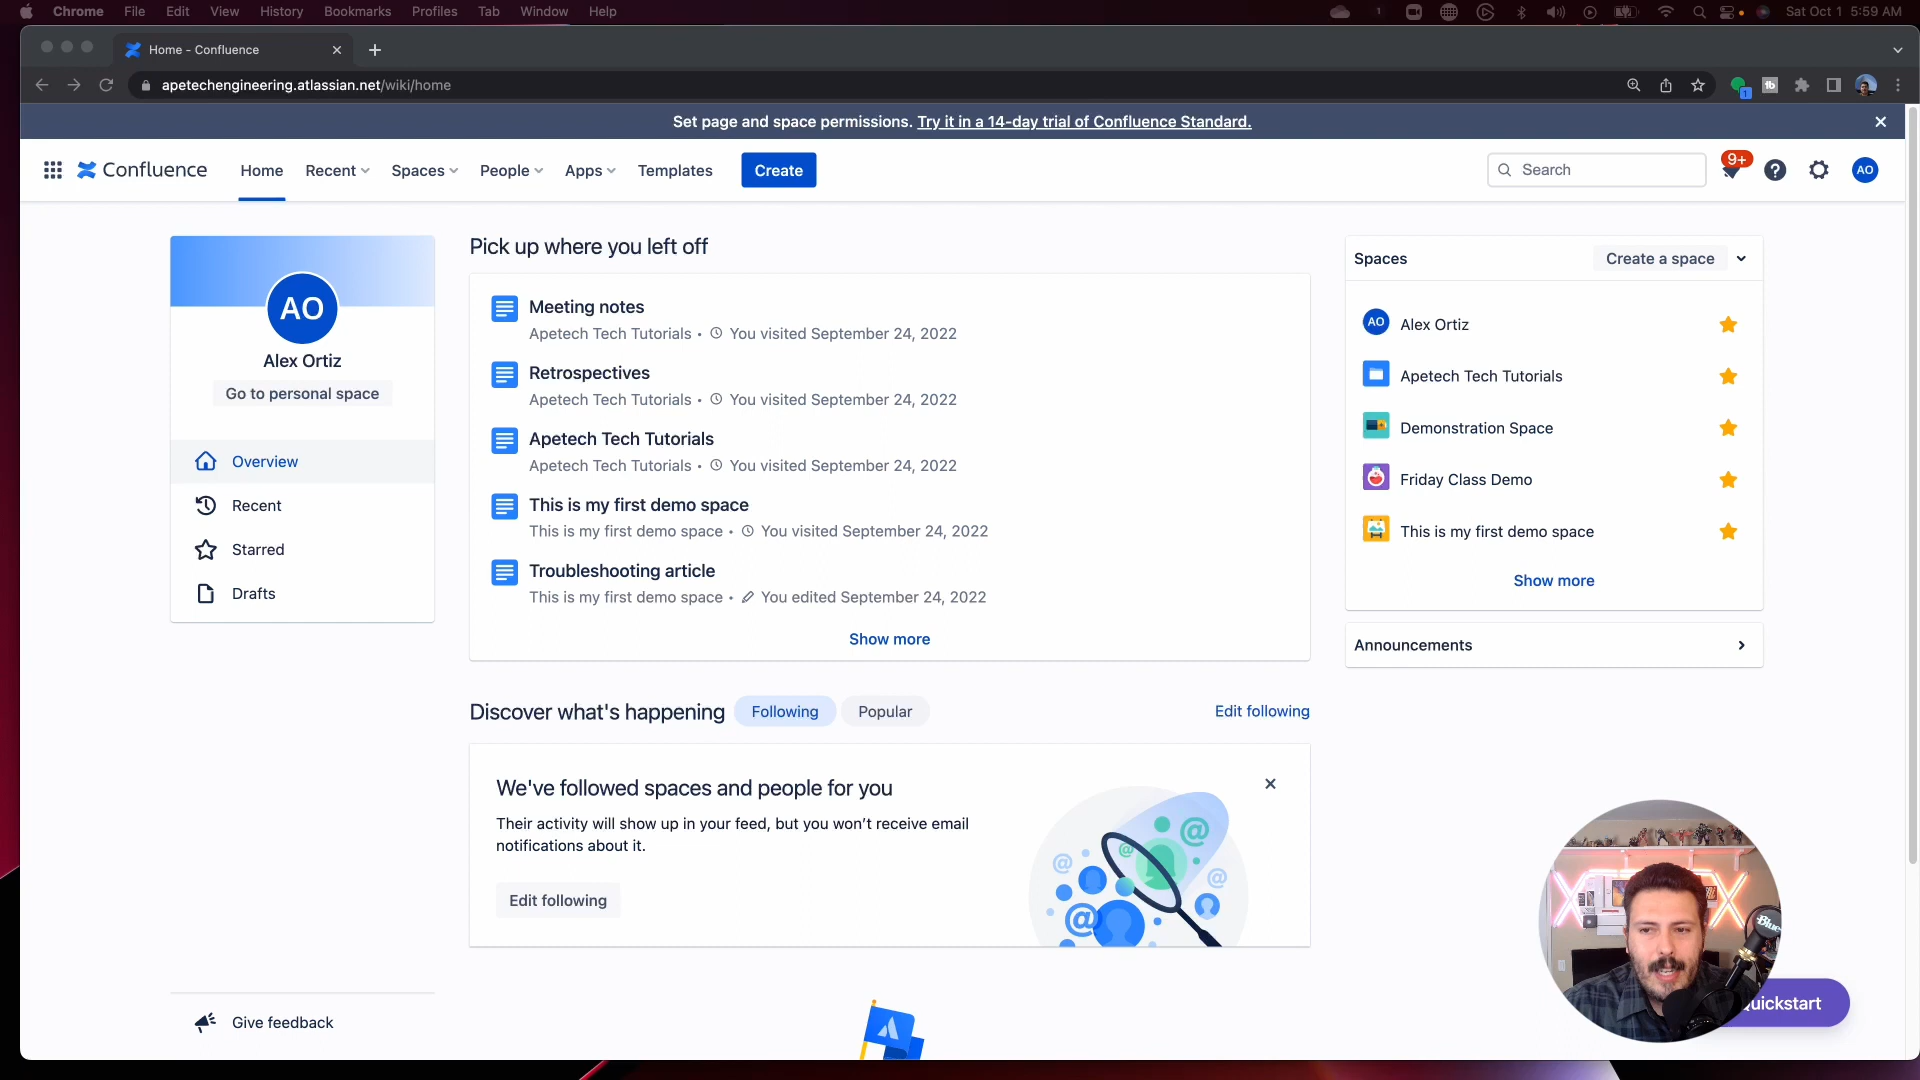 Chrome File Edit View History Bookmarks Profiles Tab Window Help
1 Sat Oct 1 5:59 AM
Home - Confluence
apetechengineering.atlassian.net/wiki/home
1
Set page and space permissions. Try it in a 14-day trial of Confluence Standard.
Confluence Home Recent Spaces People Apps Templates Create
Search 9+ AO
AO
Alex Ortiz
Go to personal space
Overview
Recent
Starred
Drafts
Give feedback
Pick up where you left off
Meeting notes
Apetech Tech Tutorials • You visited September 24, 2022
Retrospectives
Apetech Tech Tutorials • You visited September 24, 2022
Apetech Tech Tutorials
Apetech Tech Tutorials • You visited September 24, 2022
This is my first demo space
This is my first demo space • You visited September 24, 2022
Troubleshooting article
This is my first demo space • You edited September 24, 2022
Show more
Discover what's happening Following Popular Edit following
We've followed spaces and people for you
Their activity will show up in your feed, but you won’t receive email
notifications about it.
Edit following
Spaces Create a space
AO Alex Ortiz
Apetech Tech Tutorials
Demonstration Space
Friday Class Demo
This is my first demo space
Show more
Announcements
Blue
uickstart